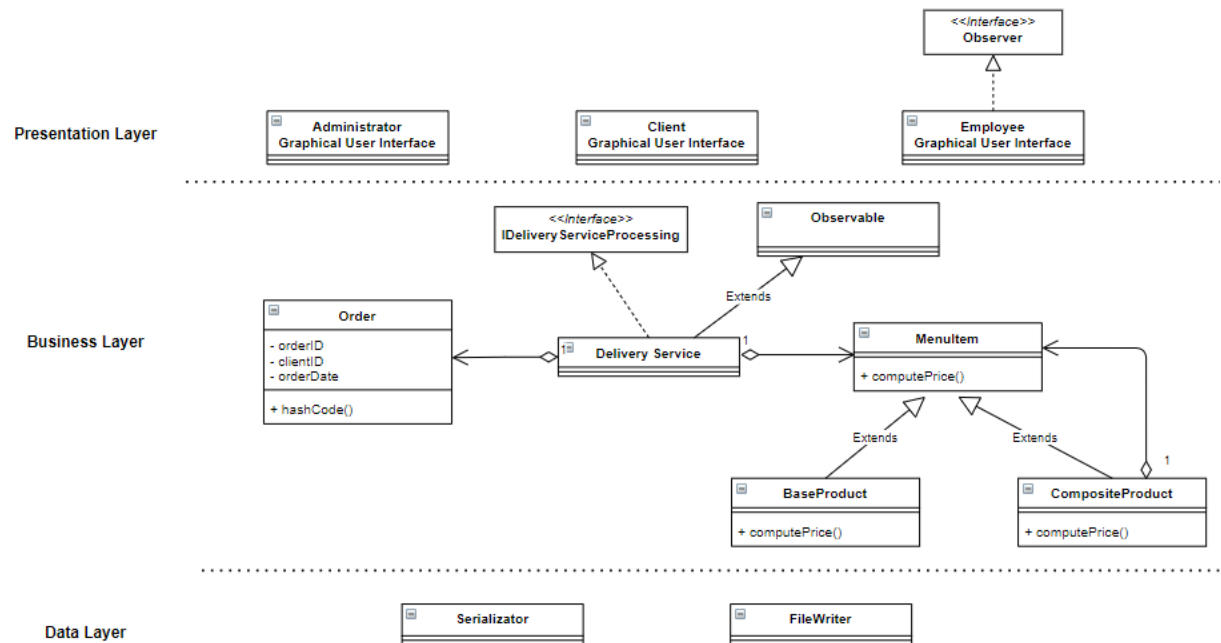 <<Interface>>
Observer
Presentation Layer
Administrator
Graphical User Interface
Client
Graphical User Interface
Employee
Graphical User Interface
<<Interface>>
IDeliveryServiceProcessing
Observable
Extends
Business Layer
Order
- orderID
- clientID
- orderDate
+ hashCode()
1
Delivery Service
1
MenuItem
+ computePrice()
Extends
Extends
1
BaseProduct
+ computePrice()
CompositeProduct
+ computePrice()
Data Layer
Serializator
FileWriter